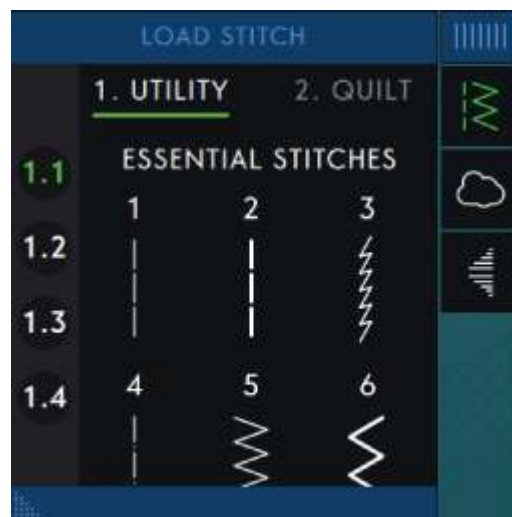 LOAD STITCH
1. UTILITY 2. QUILT
ESSENTIAL STITCHES
1.1
1 2 3
1.2
1.3
4 5 6
1.4